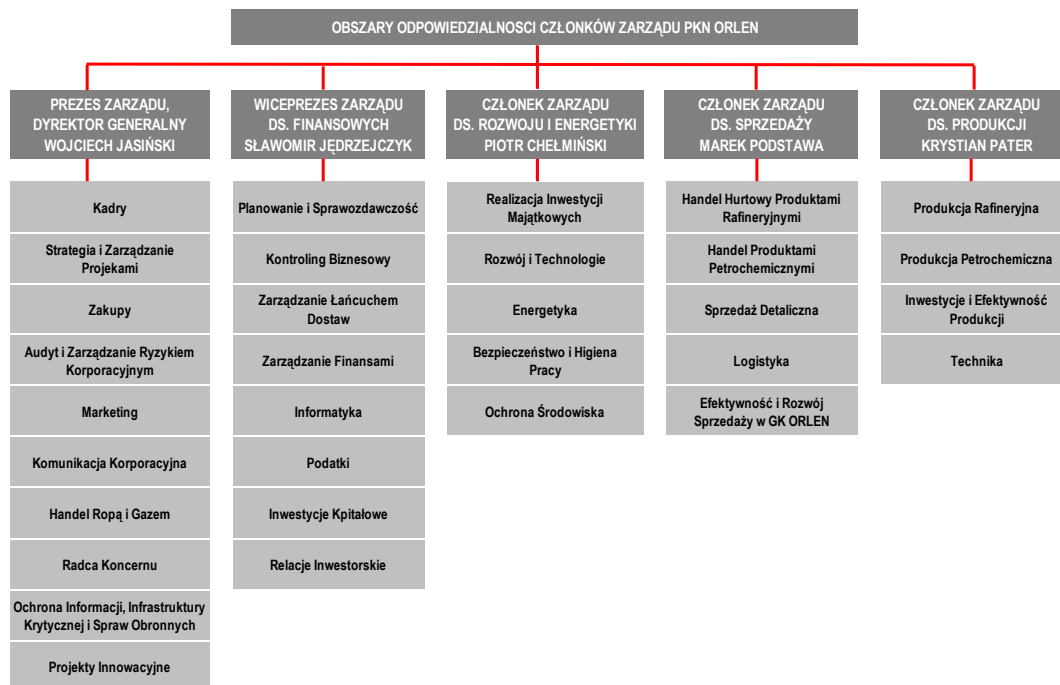 OBSZARY ODPOWIEDZIALNOSCI CZŁONKÓW ZARZĄDU PKN ORLEN
PREZES ZARZĄDU,
DYREKTOR GENERALNY
WOJCIECH JASIŃSKI
Kadry
Strategia i Zarządzanie
Projekami
Zakupy
Audyt i Zarządzanie Ryzykiem
Korporacyjnym
Marketing
Komunikacja Korporacyjna
Handel Ropą i Gazem
Radca Koncernu
Ochrona Informacji, Infrastruktury
Krytycznej i Spraw Obronnych
Projekty Innowacyjne
WICEPREZES ZARZĄDU
DS. FINANSOWYCH
SŁAWOMIR JĘDRZEJCZYK
Planowanie i Sprawozdawczość
Kontroling Biznesowy
Zarządzanie Łańcuchem
Dostaw
Zarządzanie Finansami
Informatyka
Podatki
Inwestycje Kpitałowe
Relacje Inwestorskie
CZŁONEK ZARZĄDU
DS. ROZWOJU I ENERGETYKI
PIOTR CHEŁMIŃSKI
Realizacja Inwestycji
Majątkowych
Rozwój i Technologie
Energetyka
Bezpieczeństwo i Higiena
Pracy
Ochrona Środowiska
CZŁONEK ZARZĄDU
DS. SPRZEDAŻY
MAREK PODSTAWA
Handel Hurtowy Produktami
Rafineryjnymi
Handel Produktami
Petrochemicznymi
Sprzedaż Detaliczna
Logistyka
Efektywność i Rozwój
Sprzedaży w GK ORLEN
CZŁONEK ZARZĄDU
DS. PRODUKCJI
KRYSTIAN PATER
Produkcja Rafineryjna
Produkcja Petrochemiczna
Inwestycje i Efektywność
Produkcji
Technika